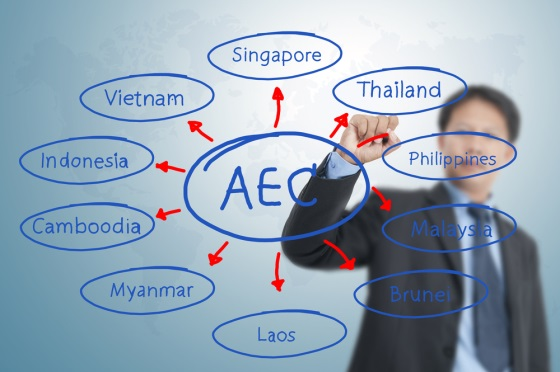 Singapore
Thailand
Vietnam
Philippines
Indonesia
AEC
Camboodia
Malaysia
Myanmar
Brunei
Laos